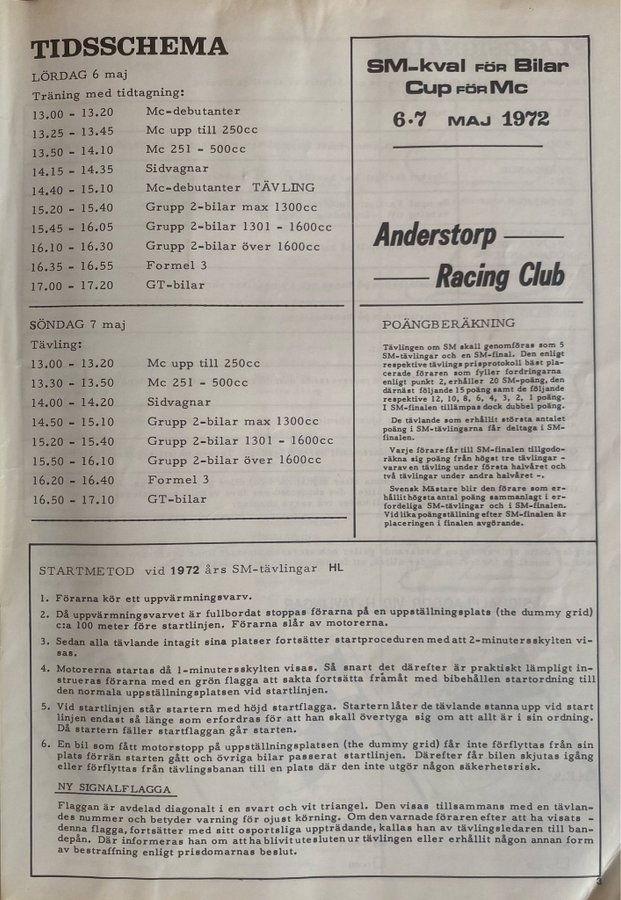 TIDSSCHEMA
LÖRDAG 6 maj
Träning med tidtagning:
13.00 - 13.20 Mc-debutanter
13.25 - 13.45 Mc upp till 250cc
13.50 - 14.10 Mc 251 - 500cc
14.15 - 14.35 Sidvagnar
14.40 - 15.10 Mc-debutanter TÄVLING
15.20 - 15.40 Grupp 2-bilar max 1300cc
15.45 - 16.05 Grupp 2-bilar 1301 - 1600cc
16.10 - 16.30 Grupp 2-bilar över 1600cc
16.35 - 16.55 Formel 3
17.00 - 17.20 GT-bilar
SÖNDAG 7 maj
Tävling:
13.00 - 13.20 Mc upp till 250cc
13.30 - 13.50 Mc 251 - 500cc
14.00 - 14.20 Sidvagnar
14.50 - 15.10 Grupp 2-bilar max 1300cc
15.20 - 15.40 Grupp 2-bilar 1301 - 1600cc
15.50 - 16.10 Grupp 2-bilar över 1600cc
16.20 - 16.40 Formel 3
16.50 - 17.10 GT-bilar
SM-kval FÖR Bilar
Cup FÖR Mc
6-7 MAJ 1972
Anderstorp
Racing Club
POÄNGBERÄKNING
Tävlingen om SM skall genomföras som 5
SM-tävlingar och en SM-final. Den enligt
respektive tävlings prisprotokoll bäst pla-
cerade föraren som fyller fordringarna
enligt punkt 2, erhåller 20 SM-poäng, den
därnäst följande 15 poäng samt de följande
respektive 12, 10, 8, 6, 4, 3, 2, 1 poäng.
I SM-finalen tillämpas dock dubbel poäng.
De tävlande som erhållit största antalet
poäng i SM-tävlingarna får deltaga i SM-
finalen.
Varje förare får till SM-finalen tillgodo-
räkna sig poäng från högst tre tävlingar -
varav en tävling under första halvåret och
två tävlingar under andra halvåret -.
Svensk Mästare blir den förare som er-
hållit högsta antal poäng sammanlagt i er-
forderliga SM-tävlingar och i SM-finalen.
Vid lika poängställning efter SM-finalen är
placeringen i finalen avgörande.
STARTMETOD vid 1972 års SM-tävlingar HL
1. Förarna kör ett uppvärmningsvarv.
2. Då uppvärmningsvarvet är fullbordat stoppas förarna på en uppställningsplats (the dummy grid)
c:a 100 meter före startlinjen. Förarna slår av motorerna.
3. Sedan alla tävlande intagit sina platser fortsätter startproceduren med att 2-minutersskylten vi-
sas.
4. Motorerna startas då 1-minutersskylten visas. Så snart det därefter är praktiskt lämpligt in-
strueras förarna med en grön flagga att sakta fortsätta framåt med bibehållen startordning till
den normala uppställningsplatsen vid startlinjen.
5. Vid startlinjen står startern med höjd startflagga. Startern låter de tävlande stanna upp vid start
linjen endast så länge som erfordras för att han skall övertyga sig om att allt är i sin ordning.
Då startern fäller startflaggan går starten.
6. En bil som fått motorstopp på uppställningsplatsen (the dummy grid) får inte förflyttas från sin
plats förrän starten gått och övriga bilar passerat startlinjen. Därefter får bilen skjutas igång
eller förflyttas från tävlingsbanan till en plats där den inte utgör någon säkerhetsrisk.
NY SIGNALFLAGGA
Flaggan är avdelad diagonalt i en svart och vit triangel. Den visas tillsammans med en tävlan-
des nummer och betyder varning för ojust körning. Om den varnade föraren efter att ha visats -
denna flagga, fortsätter med sitt osportsliga uppträdande, kallas han av tävlingsledaren till ban-
depån. Där informeras han om att ha blivit utesluten ur tävlingen eller erhållit någon annan form
av bestraffning enligt prisdomarnas beslut.
3